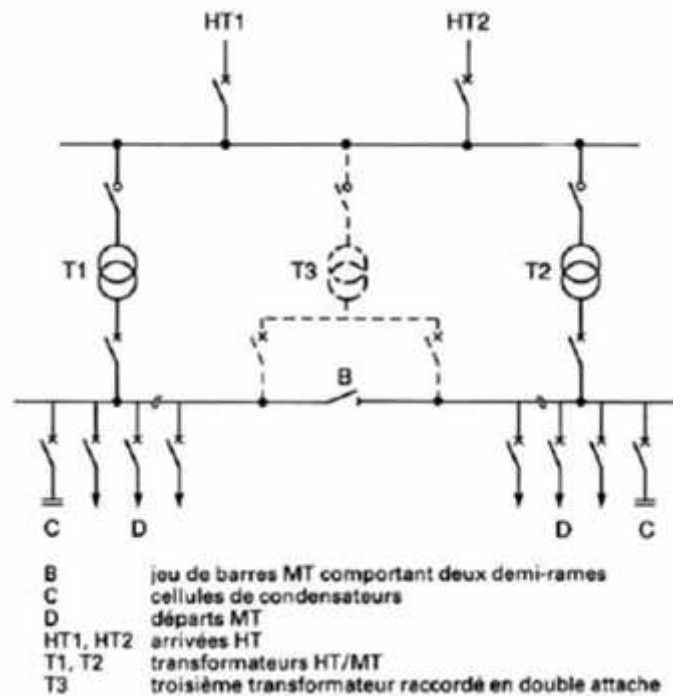 HT1 HT2
T1 T3 T2
B
C D D C
B jeu de barres MT comportant deux demi-rames
C cellules de condensateurs
D départs MT
HT1, HT2 arrivées HT
T1, T2 transformateurs HT/MT
T3 troisième transformateur raccordé en double attache